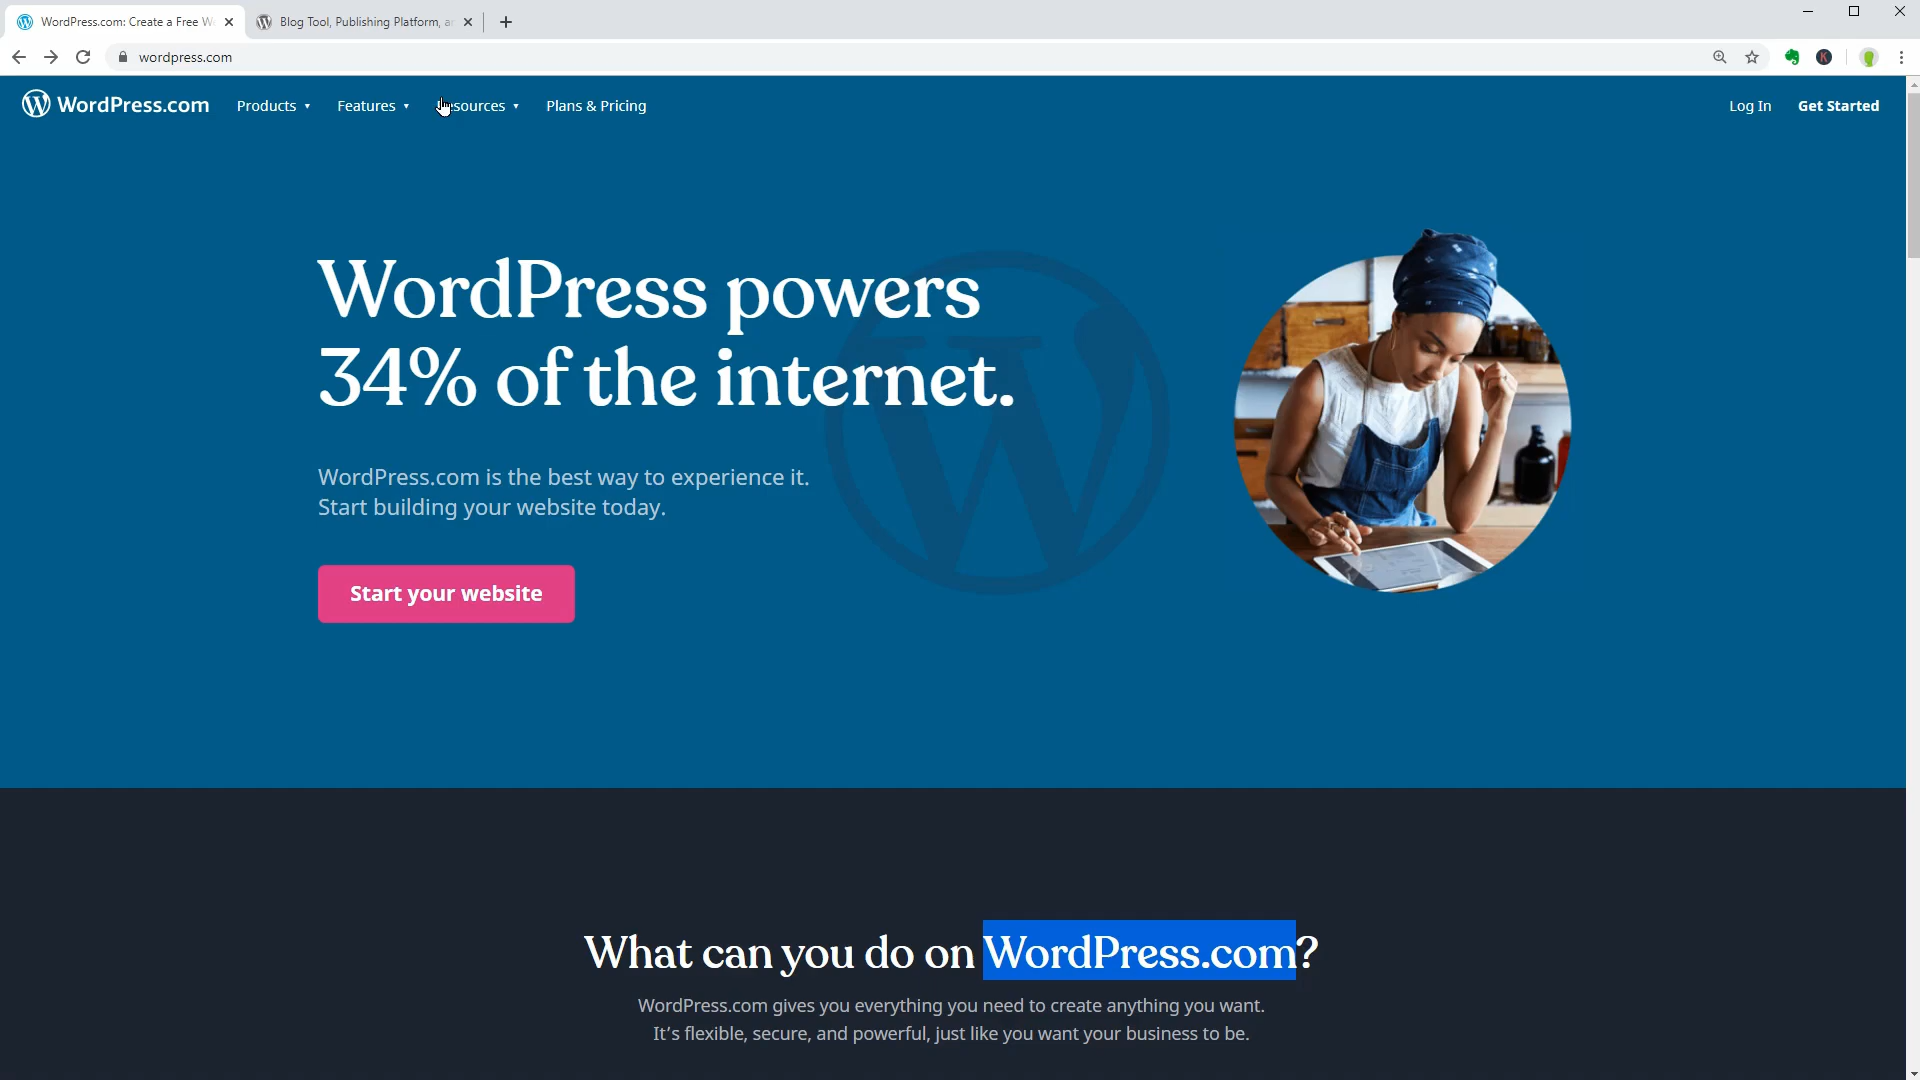 WordPress.com: Create a Free W
Blog Tool, Publishing Platform, a
wordpress.com
WordPress.com
Products
Features
Plans & Pricing
Log In
Get Started
WordPress powers
34% of the internet.
WordPress.com is the best way to experience it.
Start building your website today.
Start your website
What can you do on WordPress.com?
WordPress.com gives you everything you need to create anything you want.
It's flexible, secure, and powerful, just like you want your business to be.